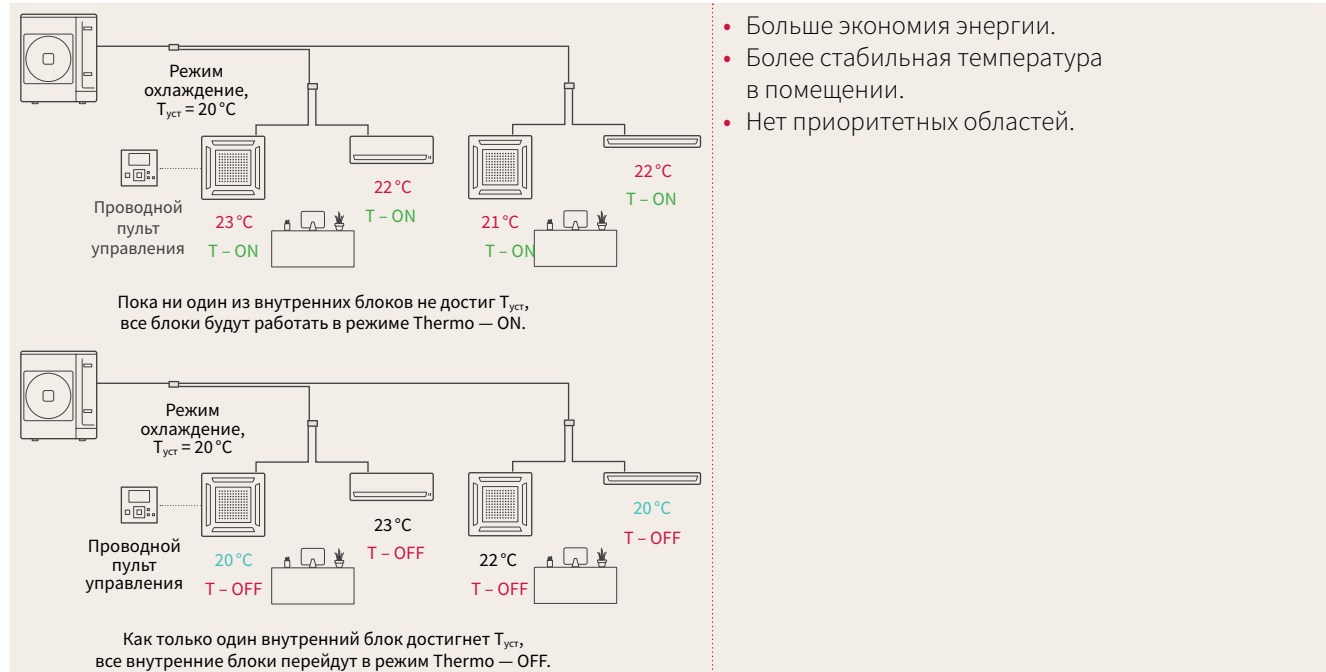 Режим
охлаждение,
Tуст = 20 °C
22 °C
T – ON
22 °C
T – ON
Проводной
пульт
управления
23 °C
T – ON
21 °C
T – ON
Пока ни один из внутренних блоков не достиг Tуст,
все блоки будут работать в режиме Thermo — ON.
Режим
охлаждение,
Tуст = 20 °C
23 °C
T – OFF
20 °C
T – OFF
Проводной
пульт
управления
20 °C
T – OFF
22 °C
T – OFF
Как только один внутренний блок достигнет Tуст,
все внутренние блоки перейдут в режим Thermo — OFF.
• Больше экономия энергии.
• Более стабильная температура
в помещении.
• Нет приоритетных областей.